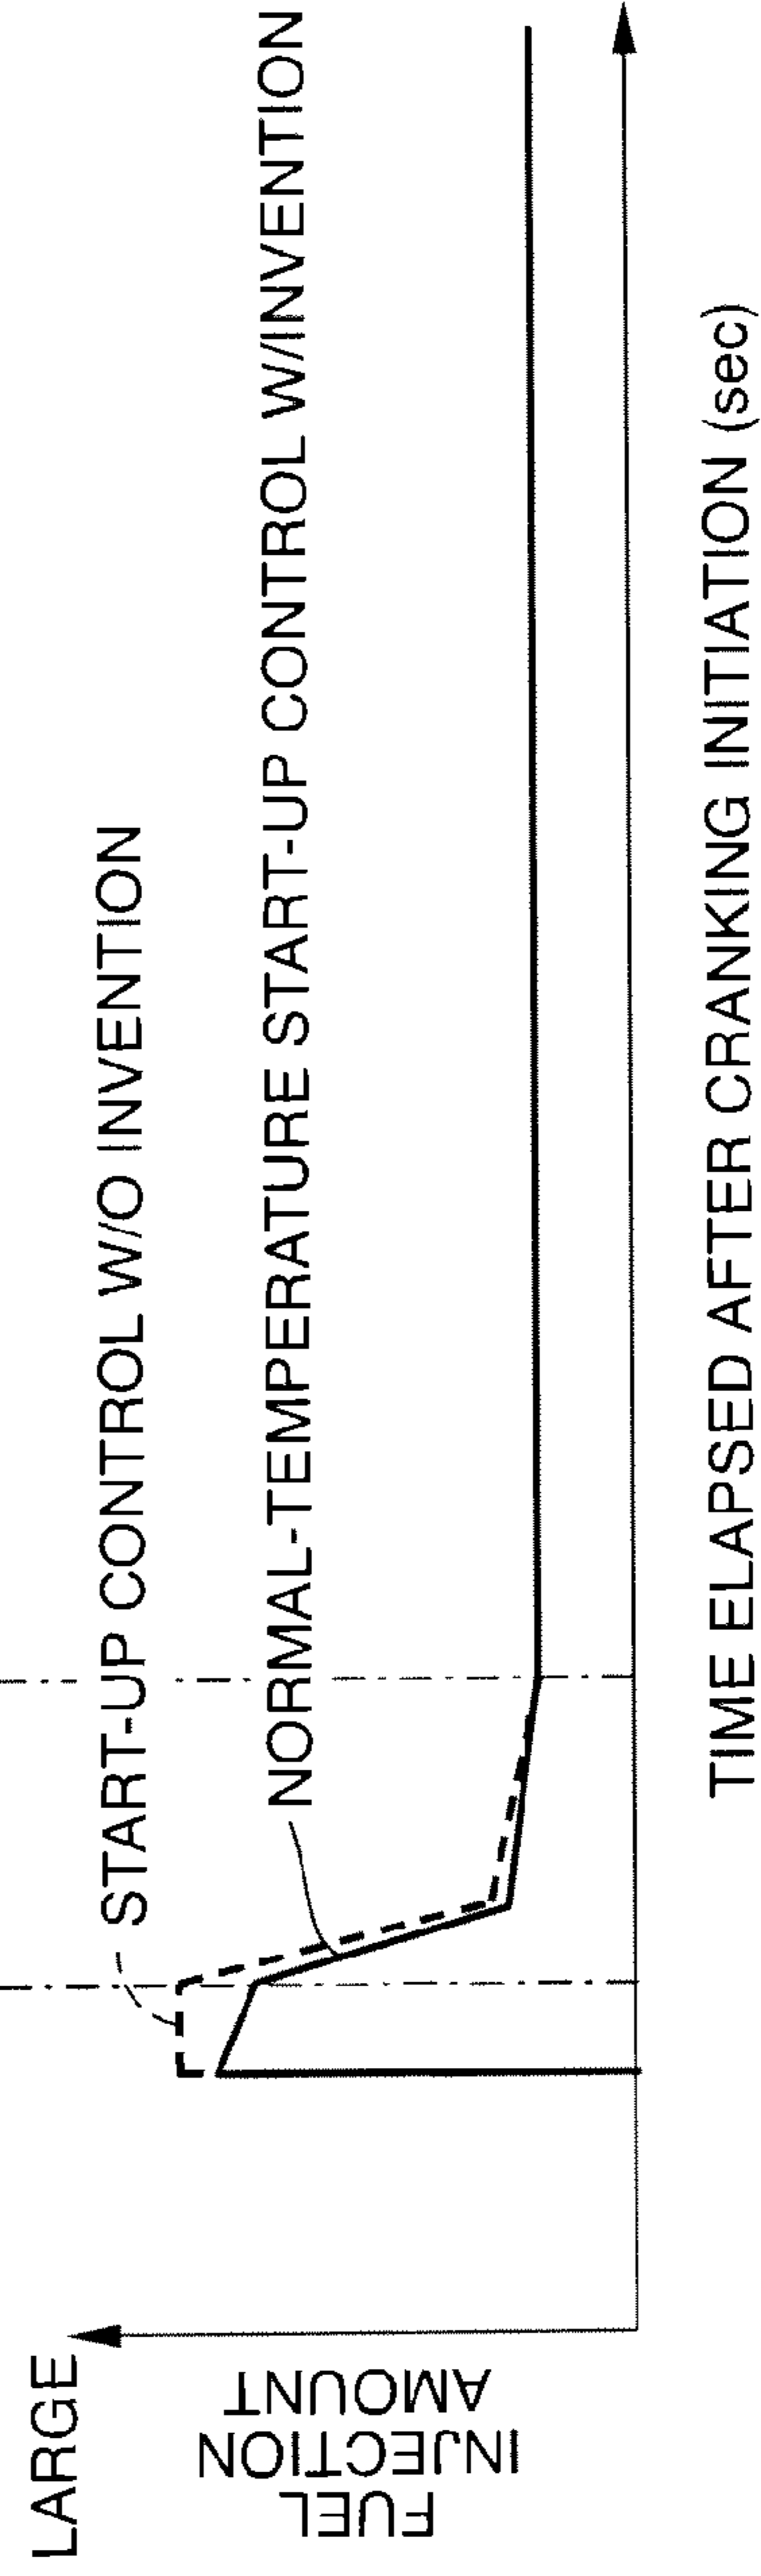 LARGE
FUEL
INJECTION
AMOUNT
START-UP CONTROL W/O INVENTION
NORMAL-TEMPERATURE START-UP CONTROL W/INVENTION
TIME ELAPSED AFTER CRANKING INITIATION (sec)